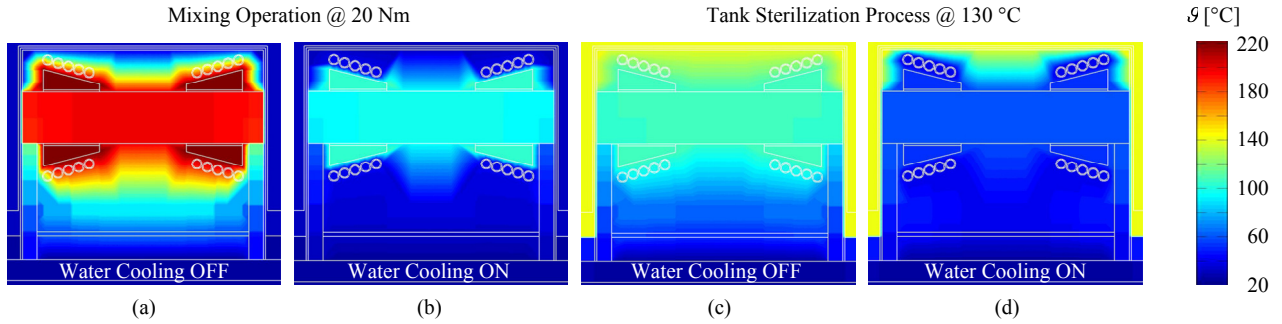 Mixing Operation @ 20 Nm
Tank Sterilization Process @ 130 °C
ϑ [°C]
220
180
140
100
60
20
Water Cooling OFF
Water Cooling ON
Water Cooling OFF
Water Cooling ON
(a)
(b)
(c)
(d)